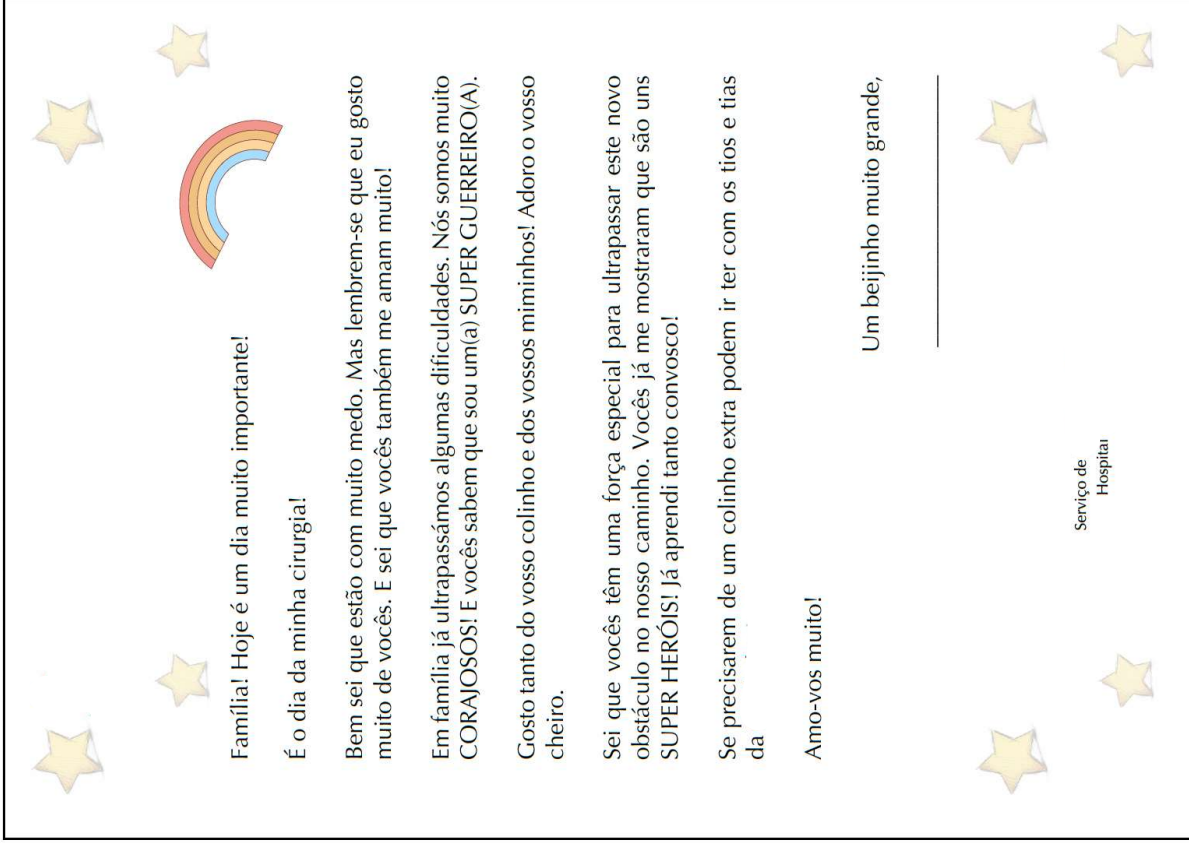 Família! Hoje é um dia muito importante!
É o dia da minha cirurgia!
Bem sei que estão com muito medo. Mas lembrem-se que eu gosto
muito de vocês. E sei que vocês também me amam muito!
Em família já ultrapassámos algumas dificuldades. Nós somos muito
CORAJOSOS! E vocês sabem que sou um(a) SUPER GUERREIRO(A).
Gosto tanto do vosso colinho e dos vossos miminhos! Adoro o vosso
cheiro.
Sei que vocês têm uma força especial para ultrapassar este novo
obstáculo no nosso caminho. Vocês já me mostraram que são uns
SUPER HERÓIS! Já aprendi tanto convosco!
Se precisarem de um colinho extra podem ir ter com os tios e tias
da
Amo-vos muito!
Um beijinho muito grande,
Serviço de
Hospital